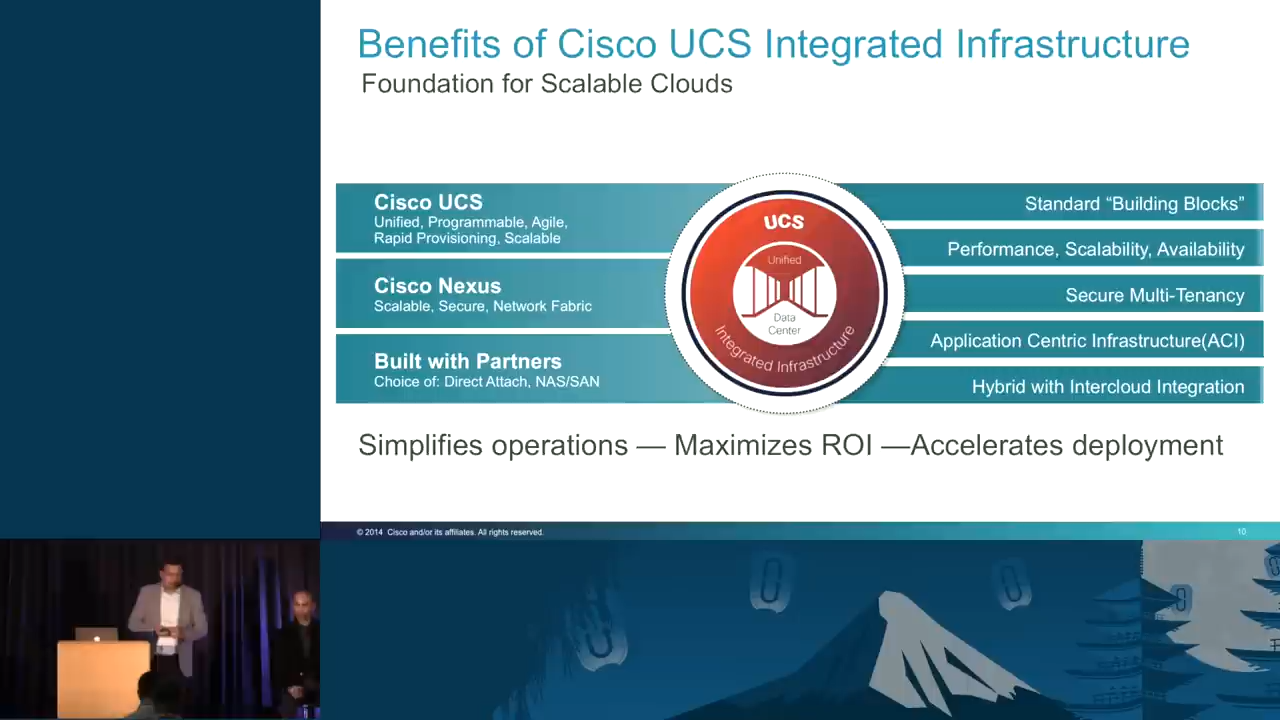 Benefits of Cisco UCS Integrated Infrastructure
Foundation for Scalable Clouds
Cisco UCS
Unified, Programmable, Agile,
Rapid Provisioning, Scalable
Cisco Nexus
Scalable, Secure, Network Fabric
Built with Partners
Choice of: Direct Attach, NAS/SAN
UCS
Unified
Data
Center
Integrated Infrastructure
Standard “Building Blocks”
Performance, Scalability, Availability
Secure Multi-Tenancy
Application Centric Infrastructure(ACI)
Hybrid with Intercloud Integration
Simplifies operations — Maximizes ROI —Accelerates deployment
© 2014 Cisco and/or its affiliates. All rights reserved.
10